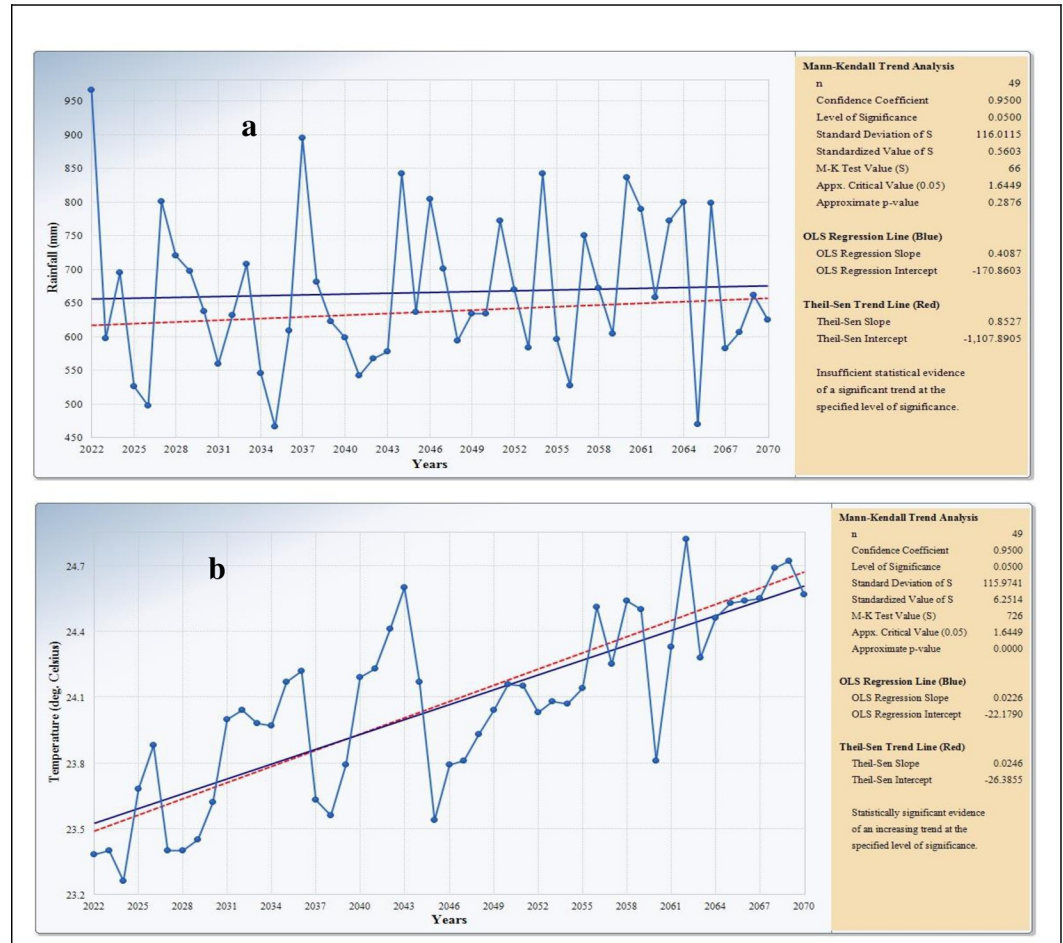 a
Rainfall (mm)
950
900
850
800
750
700
650
600
550
500
450
2022 2025 2028 2031 2034 2037 2040 2043 2046 2049 2052 2055 2058 2061 2064 2067 2070
Years
Mann-Kendall Trend Analysis
n 49
Confidence Coefficient 0.9500
Level of Significance 0.0500
Standard Deviation of S 116.0115
Standardized Value of S 0.5603
M-K Test Value (S) 66
Appx. Critical Value (0.05) 1.6449
Approximate p-value 0.2876
OLS Regression Line (Blue)
OLS Regression Slope 0.4087
OLS Regression Intercept -170.8603
Theil-Sen Trend Line (Red)
Theil-Sen Slope 0.8527
Theil-Sen Intercept -1,107.8905
Insufficient statistical evidence
of a significant trend at the
specified level of significance.
b
Temperature (deg. Celsius)
24.7
24.4
24.1
23.8
23.5
23.2
2022 2025 2028 2031 2034 2037 2040 2043 2046 2049 2052 2055 2058 2061 2064 2067 2070
Years
Mann-Kendall Trend Analysis
n 49
Confidence Coefficient 0.9500
Level of Significance 0.0500
Standard Deviation of S 115.9741
Standardized Value of S 6.2514
M-K Test Value (S) 726
Appx. Critical Value (0.05) 1.6449
Approximate p-value 0.0000
OLS Regression Line (Blue)
OLS Regression Slope 0.0226
OLS Regression Intercept -22.1790
Theil-Sen Trend Line (Red)
Theil-Sen Slope 0.0246
Theil-Sen Intercept -26.3855
Statistically significant evidence
of an increasing trend at the
specified level of significance.